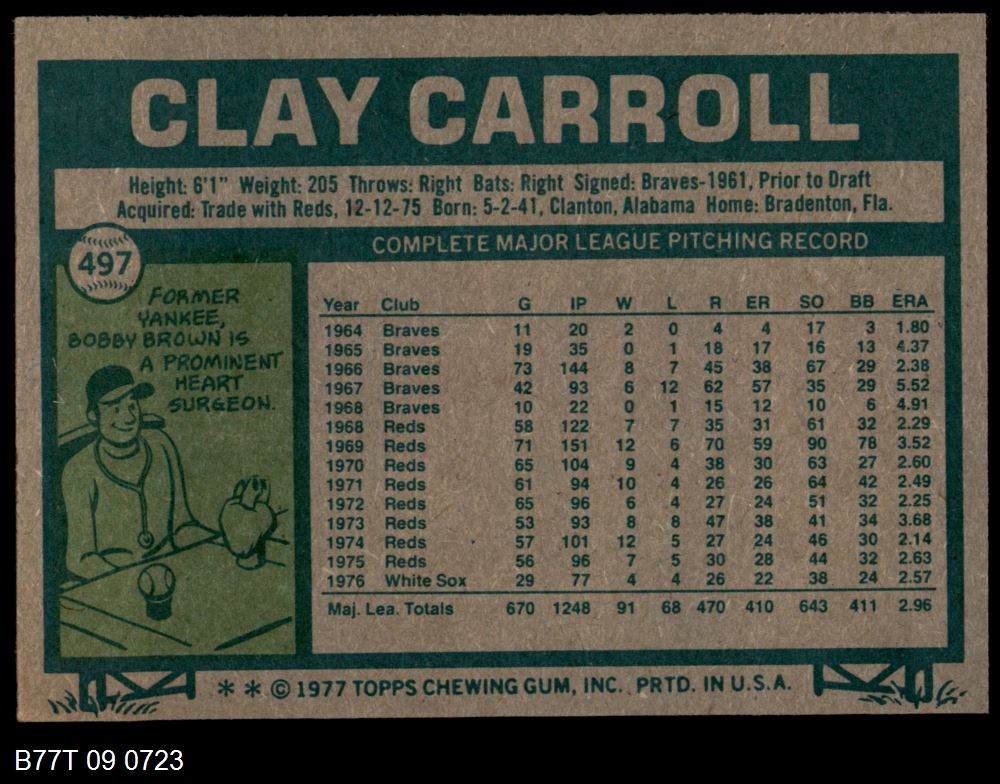 CLAY CARROLL
Height: 6'1" Weight: 205 Throws: Right Bats: Right Signed: Braves-1961, Prior to Draft
Acquired: Trade with Reds, 12-12-75 Born: 5-2-41, Clanton, Alabama Home: Bradenton, Fla.
497
FORMER
YANKEE,
BOBBY BROWN IS
A PROMINENT
HEART
SURGEON.
COMPLETE MAJOR LEAGUE PITCHING RECORD
Year Club G IP W L R ER SO BB ERA
1964 Braves 11 20 2 0 4 4 17 3 1.80
1965 Braves 19 35 0 1 18 17 16 13 4.37
1966 Braves 73 144 8 7 45 38 67 29 2.38
1967 Braves 42 93 6 12 62 57 35 29 5.52
1968 Braves 10 22 0 1 15 12 10 6 4.91
1968 Reds 58 122 7 7 35 31 61 32 2.29
1969 Reds 71 151 12 6 70 59 90 78 3.52
1970 Reds 65 104 9 4 38 30 63 27 2.60
1971 Reds 61 94 10 4 26 26 64 42 2.49
1972 Reds 65 96 6 4 27 24 51 32 2.25
1973 Reds 53 93 8 8 47 38 41 34 3.68
1974 Reds 57 101 12 5 27 24 46 30 2.14
1975 Reds 56 96 7 5 30 28 44 32 2.63
1976 White Sox 29 77 4 4 26 22 38 24 2.57
Maj. Lea. Totals 670 1248 91 68 470 410 643 411 2.96
* * © 1977 TOPPS CHEWING GUM, INC. PRTD. IN U.S.A.
B77T 09 0723